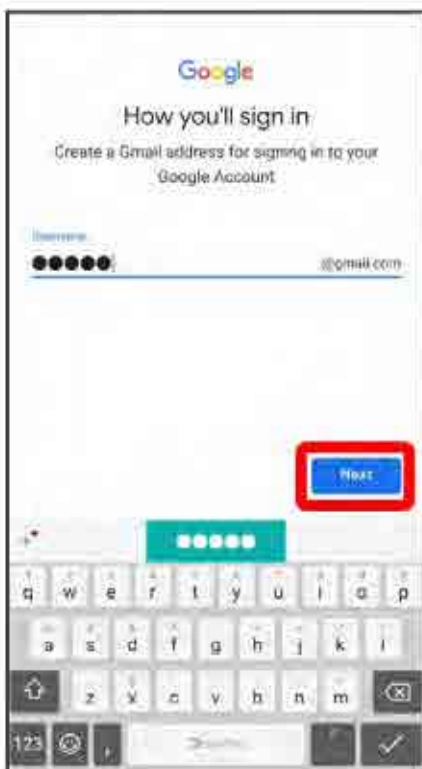 Google
How you'll sign in
Create a Gmail address for signing in to your
Google Account
Username
●●●●● @gmail.com
Next
●●●●●
q w e r t y u i o p
a s d f g h j k l
z x c v b n m
123 ,